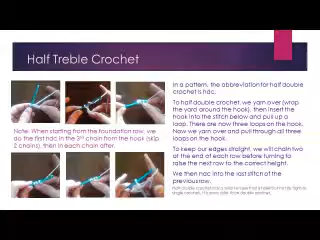 Half Treble Crochet
Note: When starting from the foundation row, we
do the first hdc in the 3rd chain from the hook (skip
2 chains), then in each chain after.
In a pattern, the abbreviation for half double
crochet is hdc.
To half double crochet, we yarn over (wrap
the yarn around the hook), then insert the
hook into the stitch below and pull up a
loop. There are now three loops on the hook.
Now we yarn over and pull through all three
loops on the hook.
To keep our edges straight, we will chain two
at the end of each row before turning to
raise the next row to the correct height.
We then hdc into the last stitch of the
previous row.